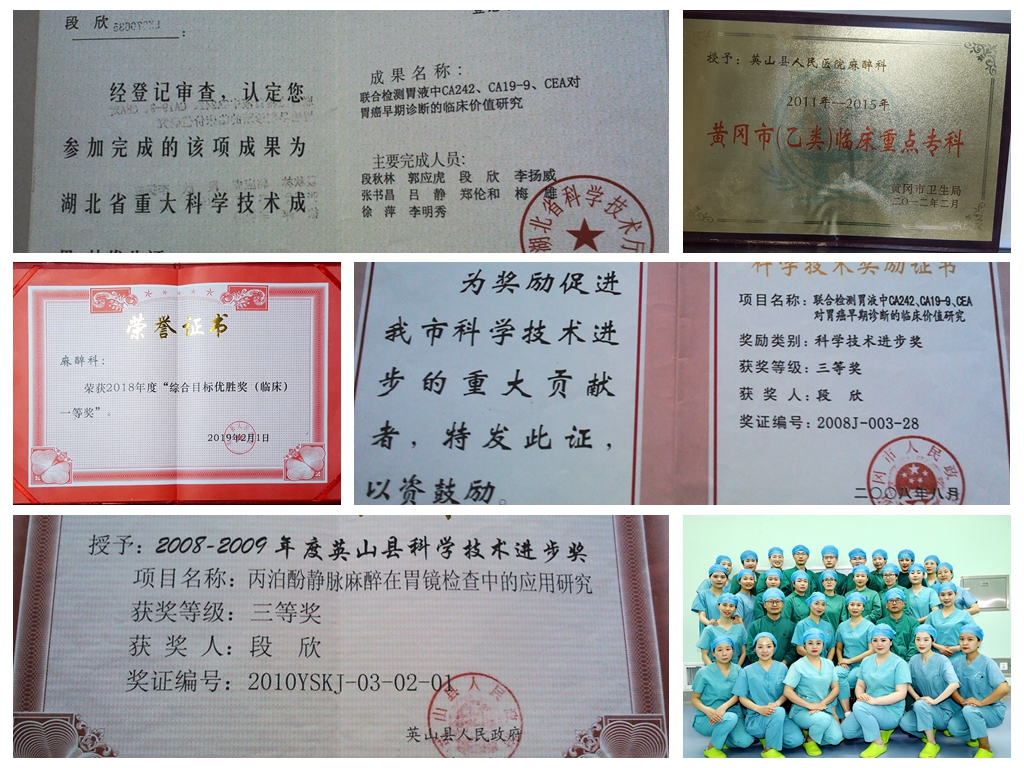 段 欣
:
经登记审查，认定您
参加完成的该项成果为
湖北省重大科学技术成
成果名称：
联合检测胃液中CA242、CA19-9、CEA对
胃癌早期诊断的临床价值研究
主要完成人员：
段秋林 郭应虎 段 欣 李扬威
张书昌 吕 静 郑伦和 梅 雄
徐 萍 李明秀
湖北省科学技术厅
授予：英山县人民医院麻醉科
2011年—2015年
黄冈市(乙类)临床重点专科
黄冈市卫生局
二〇一二年二月
荣誉证书
麻醉科：
荣获2018年度“综合目标优胜奖（临床）
一等奖”。
2019年2月1日
为奖励促进
我市科学技术进
步的重大贡献
者，特发此证，
以资鼓励。
科学技术奖励证书
项目名称：联合检测胃液中CA242、CA19-9、CEA
对胃癌早期诊断的临床价值研究
奖励类别：科学技术进步奖
获奖等级：三等奖
获 奖 人：段 欣
奖证编号：2008J-003-28
冈市人民政
二〇〇八年八月
授予：2008-2009年度英山县科学技术进步奖
项目名称：丙泊酚静脉麻醉在胃镜检查中的应用研究
获奖等级：三等奖
获 奖 人：段 欣
奖证编号：2010YSKJ-03-02-01
英山县人民政府